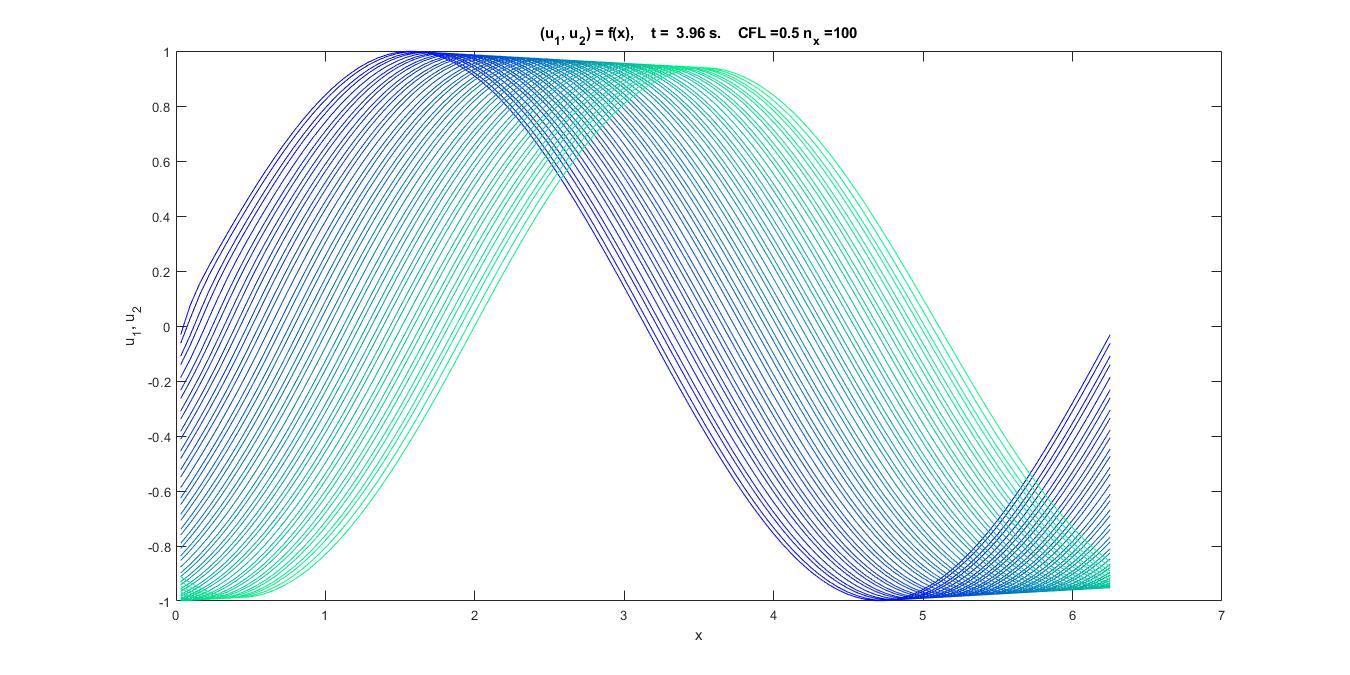 (u1, u2) = f(x), t = 3.96 s. CFL =0.5 nx =100
1
0.8
0.6
0.4
0.2
0
-0.2
-0.4
-0.6
-0.8
-1
u1, u2
0 1 2 3 4 5 6 7
x